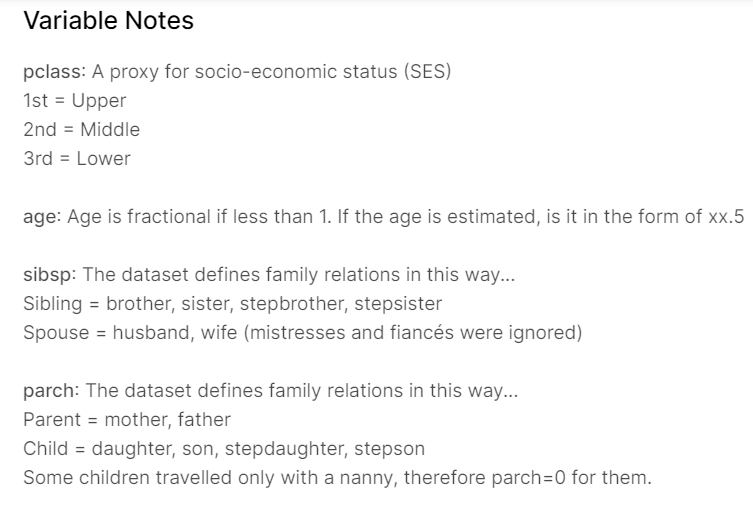 Variable Notes
pclass: A proxy for socio-economic status (SES)
1st = Upper
2nd = Middle
3rd = Lower
age: Age is fractional if less than 1. If the age is estimated, is it in the form of xx.5
sibsp: The dataset defines family relations in this way...
Sibling = brother, sister, stepbrother, stepsister
Spouse = husband, wife (mistresses and fiancés were ignored)
parch: The dataset defines family relations in this way...
Parent = mother, father
Child = daughter, son, stepdaughter, stepson
Some children travelled only with a nanny, therefore parch=0 for them.